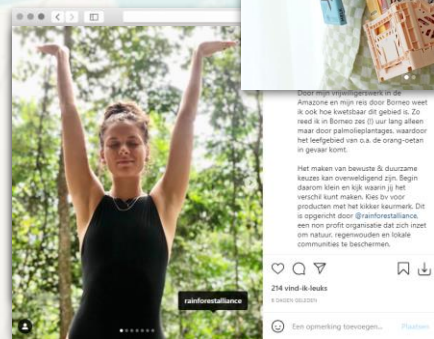 Door mijn vrijwilligerswerk in de
Amazone en mijn reis door Borneo weet
ik ook hoe kwetsbaar dit gebied is. Zo
reed ik in Borneo zes (!) uur lang alleen
maar door palmolieplantages, waardoor
het leefgebied van o.a. de orang-oetan
in gevaar komt.
Het maken van bewuste & duurzame
keuzes kan overweldigend zijn. Begin
daarom klein en kijk waarin jij het
verschil kunt maken. Kies bv voor
producten met het kikker keurmerk. Dit
is opgericht door @rainforestalliance,
een non profit organisatie dat zich inzet
om natuur, regenwouden en lokale
communities te beschermen.
rainforestalliance
214 vind-ik-leuks
6 DAGEN GELEDEN
Een opmerking toevoegen... Plaatsen